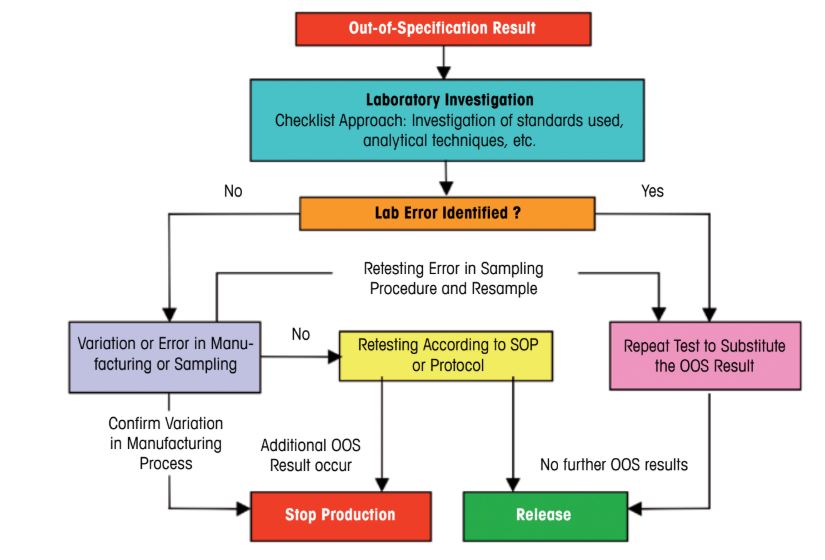 Out-of-Specification Result
Laboratory Investigation
Checklist Approach: Investigation of standards used,
analytical techniques, etc.
No
Yes
Lab Error Identified ?
Retesting Error in Sampling
Procedure and Resample
Variation or Error in Manu-
facturing or Sampling
No
Retesting According to SOP
or Protocol
Repeat Test to Substitute
the OOS Result
Confirm Variation
in Manufacturing
Process
Additional OOS
Result occur
No further OOS results
Stop Production
Release